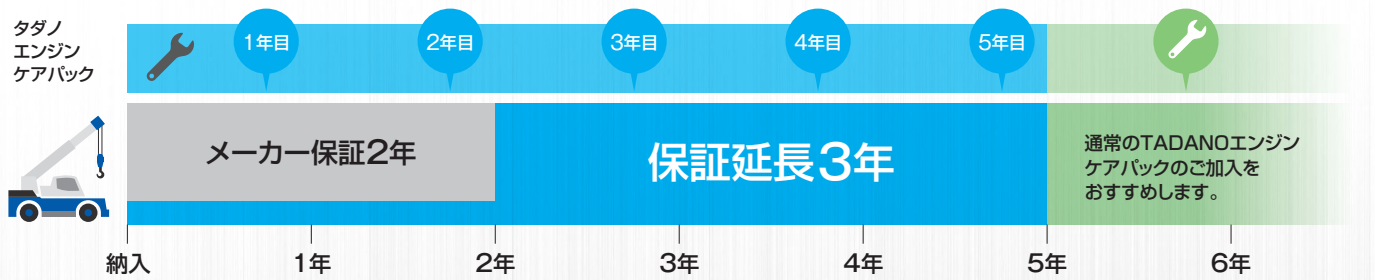 タダノ
エンジン
ケアパック
1年目
2年目
3年目
4年目
5年目
メーカー保証2年
保証延長3年
通常のTADANOエンジン
ケアパックのご加入を
おすすめします。
納入
1年
2年
3年
4年
5年
6年